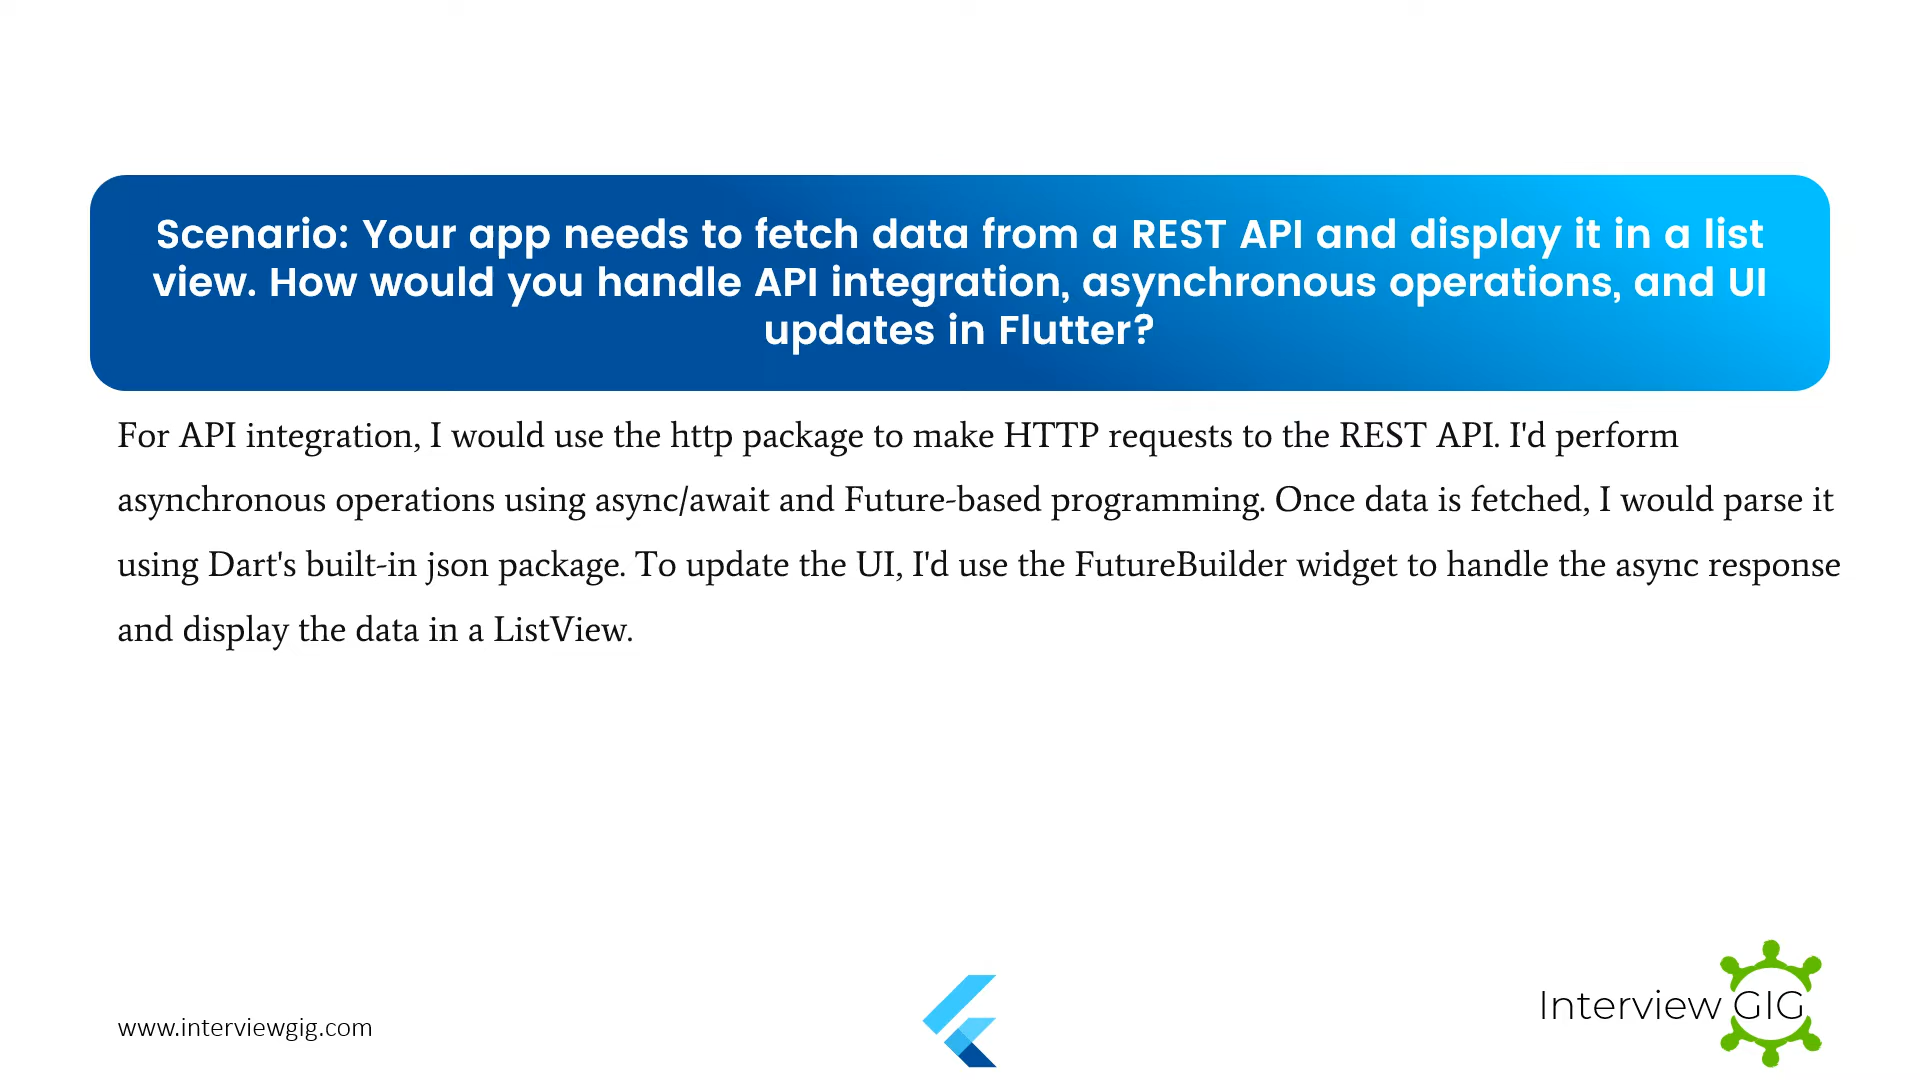 Scenario: Your app needs to fetch data from a REST API and display it in a list
view. How would you handle API integration, asynchronous operations, and UI
updates in Flutter?
For API integration, I would use the http package to make HTTP requests to the REST API. I'd perform
asynchronous operations using async/await and Future-based programming. Once data is fetched, I would parse it
using Dart's built-in json package. To update the UI, I'd use the FutureBuilder widget to handle the async response
and display the data in a ListView.
www.interviewgig.com
Interview GIG